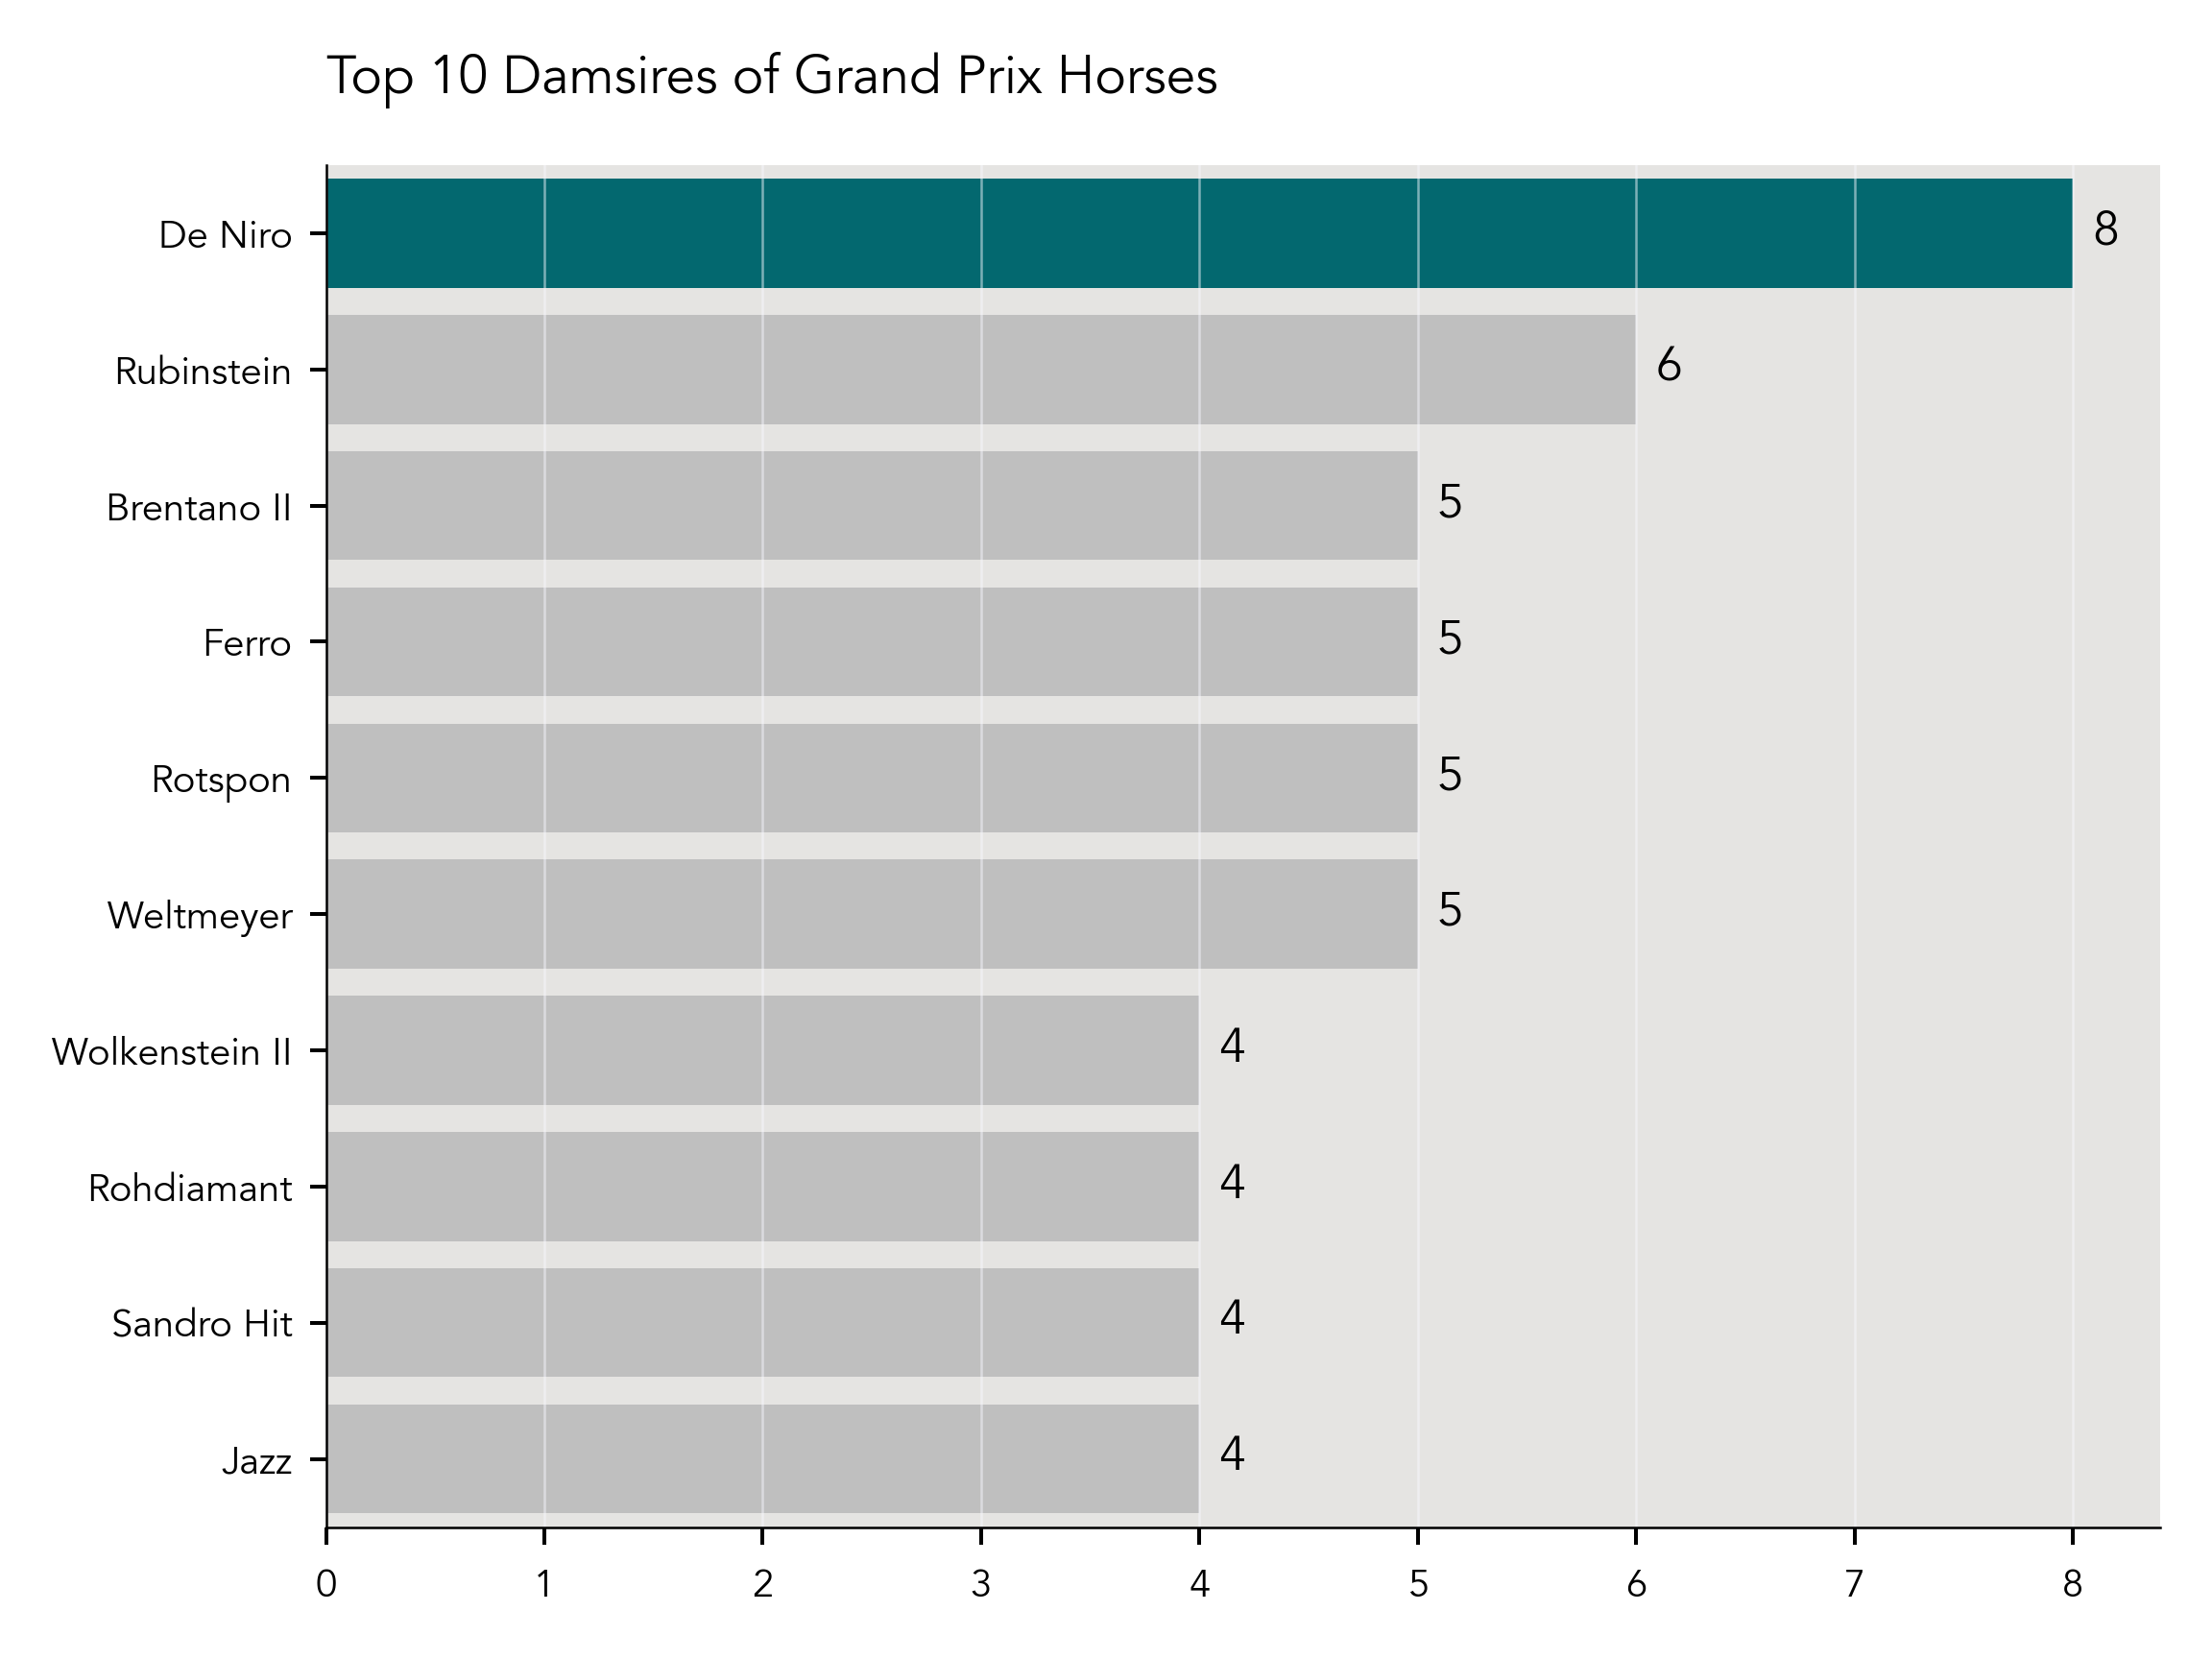 Top 10 Damsires of Grand Prix Horses
De Niro 8
Rubinstein 6
Brentano II 5
Ferro 5
Rotspon 5
Weltmeyer 5
Wolkenstein II 4
Rohdiamant 4
Sandro Hit 4
Jazz 4
0 1 2 3 4 5 6 7 8